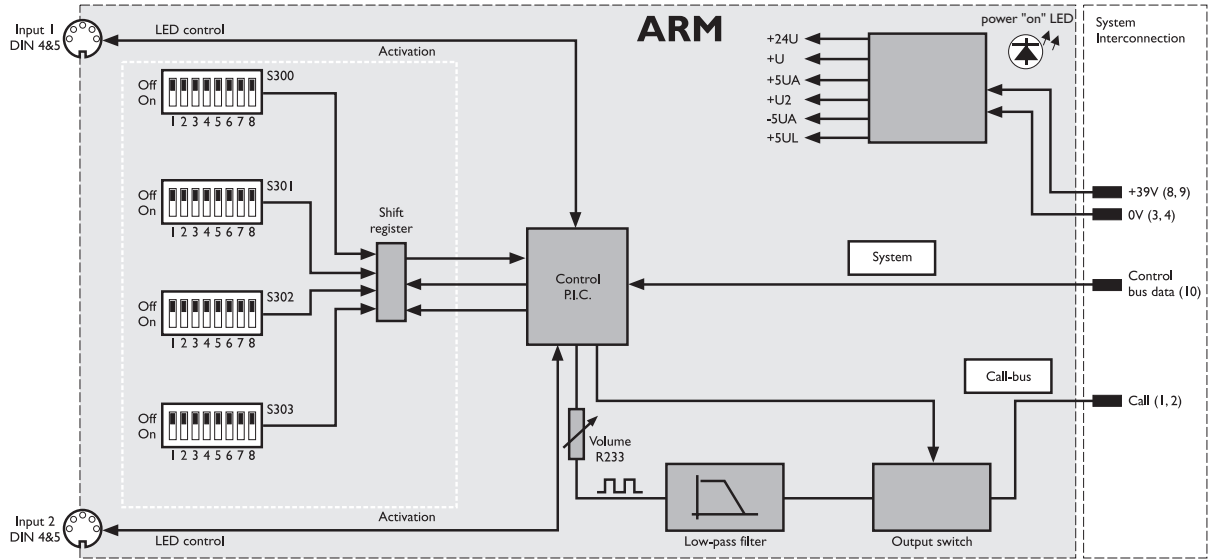 Input 1
DIN 4&5
LED control
Activation
ARM
power "on" LED
System
Interconnection
+24U
+U
+5UA
+U2
-5UA
+5UL
Off
On
S300
1 2 3 4 5 6 7 8
Off
On
S301
1 2 3 4 5 6 7 8
Off
On
S302
1 2 3 4 5 6 7 8
Off
On
S303
1 2 3 4 5 6 7 8
Shift
register
Control
P.I.C.
+39V (8, 9)
0V (3, 4)
System
Control
bus data (10)
Call-bus
Call (1, 2)
Volume
R233
Low-pass filter
Output switch
Input 2
DIN 4&5
Activation
LED control